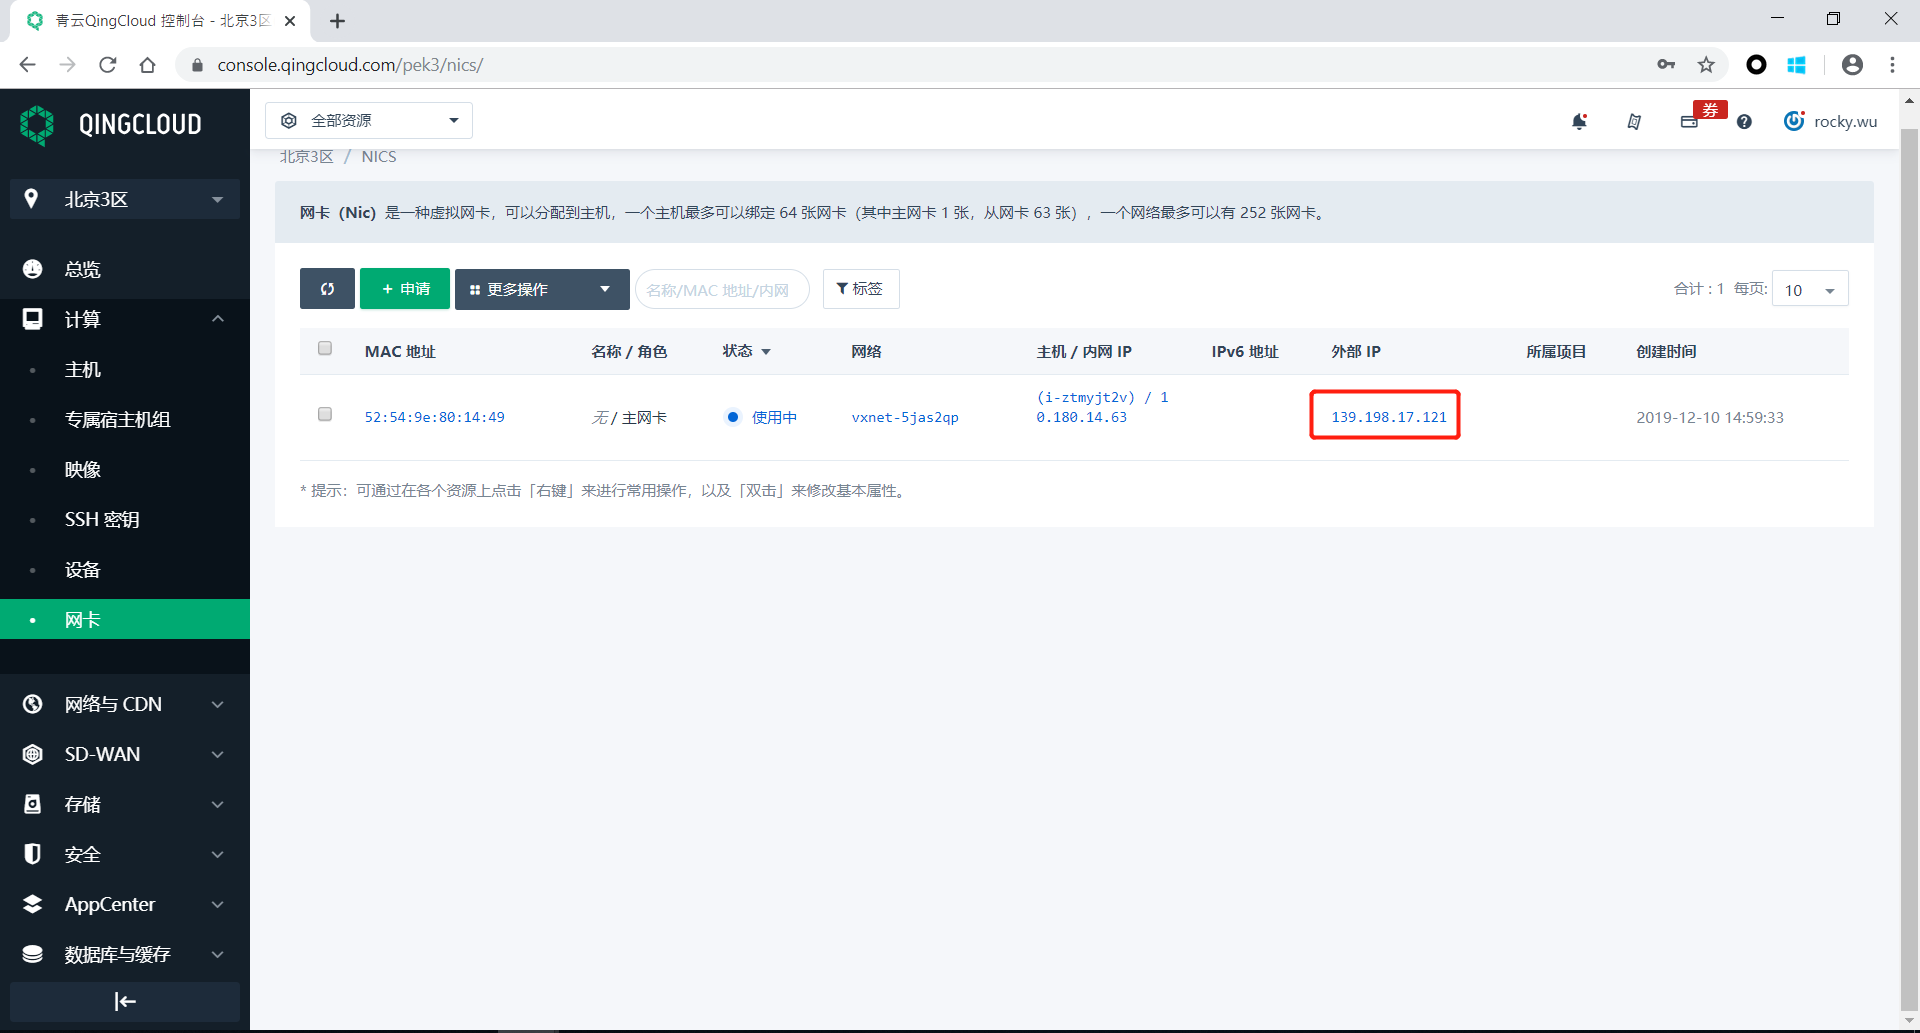 青云QingCloud 控制台 - 北京3区
console.qingcloud.com/pek3/nics/
QINGCLOUD
全部资源
券
rocky.wu
北京3区 / NICS
北京3区
网卡（Nic）是一种虚拟网卡，可以分配到主机，一个主机最多可以绑定 64 张网卡（其中主网卡 1 张，从网卡 63 张），一个网络最多可以有 252 张网卡。
总览
计算
主机
专属宿主机组
映像
SSH 密钥
设备
网卡
网络与 CDN
SD-WAN
存储
安全
AppCenter
数据库与缓存
+ 申请
更多操作
名称/MAC 地址/内网
标签
合计 : 1 每页: 10
MAC 地址 名称 / 角色 状态 网络 主机 / 内网 IP IPv6 地址 外部 IP 所属项目 创建时间
52:54:9e:80:14:49 无 / 主网卡 使用中 vxnet-5jas2qp (i-ztmyjt2v) / 1
0.180.14.63 139.198.17.121 2019-12-10 14:59:33
* 提示：可通过在各个资源上点击「右键」来进行常用操作，以及「双击」来修改基本属性。